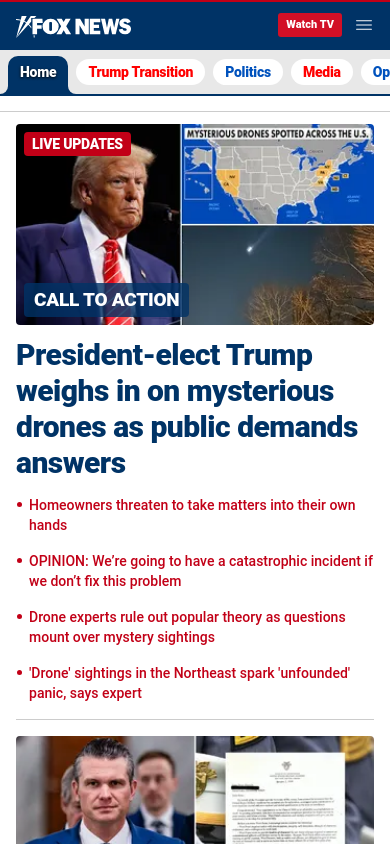 FOX NEWS
Watch TV
Home
Trump Transition
Politics
Media
Op
LIVE UPDATES
MYSTERIOUS DRONES SPOTTED ACROSS THE U.S.
CALL TO ACTION
President-elect Trump
weighs in on mysterious
drones as public demands
answers
• Homeowners threaten to take matters into their own
hands
• OPINION: We’re going to have a catastrophic incident if
we don’t fix this problem
• Drone experts rule out popular theory as questions
mount over mystery sightings
• 'Drone' sightings in the Northeast spark 'unfounded'
panic, says expert